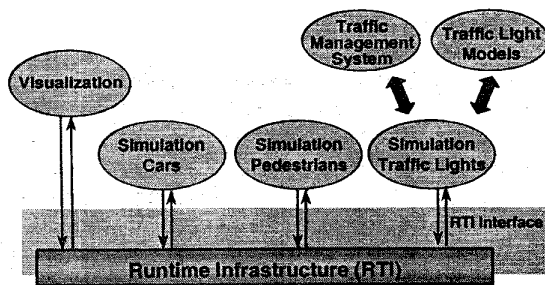 Traffic
Management
System
Traffic Light
Models
Visualization
Simulation
Cars
Simulation
Pedestrians
Simulation
Traffic Lights
RTI Interface
Runtime Infrastructure (RTI)